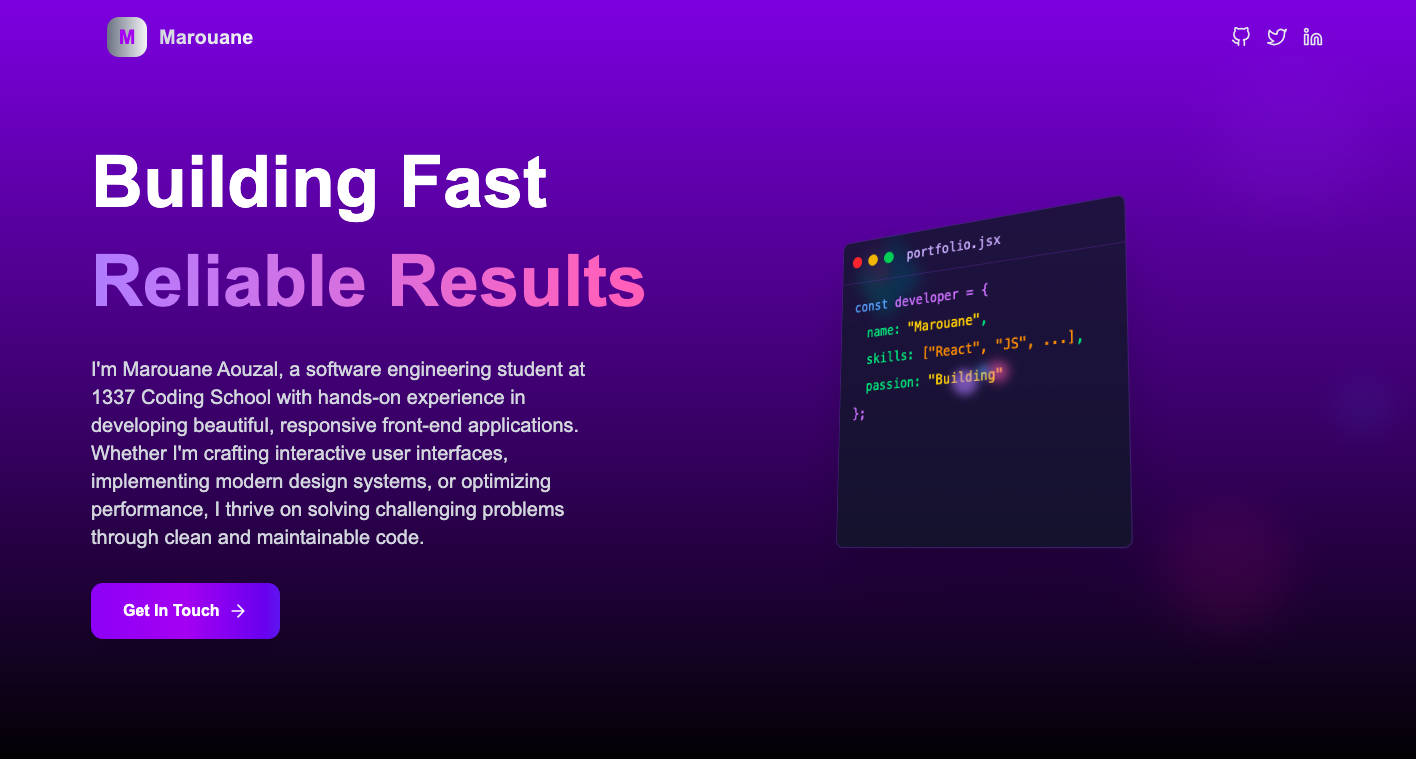 M Marouane
Building Fast
Reliable Results
I'm Marouane Aouzal, a software engineering student at
1337 Coding School with hands-on experience in
developing beautiful, responsive front-end applications.
Whether I'm crafting interactive user interfaces,
implementing modern design systems, or optimizing
performance, I thrive on solving challenging problems
through clean and maintainable code.
Get In Touch
portfolio.jsx
const developer = {
name: "Marouane",
skills: ["React", "JS", ...],
passion: "Building"
};